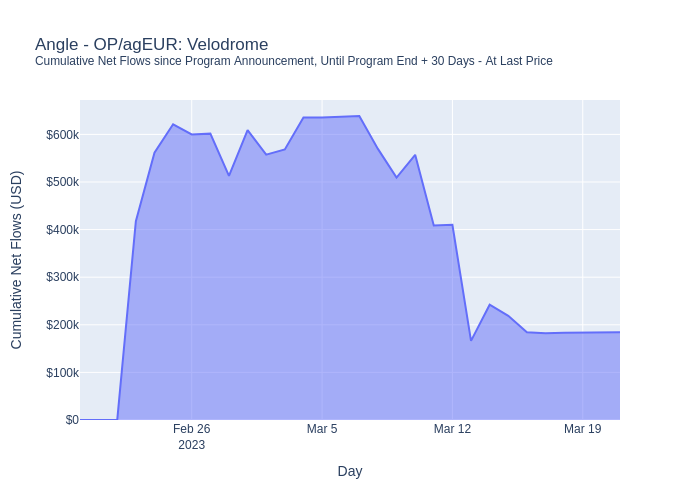 Angle - OP/agEUR: Velodrome
Cumulative Net Flows since Program Announcement, Until Program End + 30 Days - At Last Price
Cumulative Net Flows (USD)
$600k
$500k
$400k
$300k
$200k
$100k
$0
Feb 26
2023
Mar 5
Mar 12
Mar 19
Day